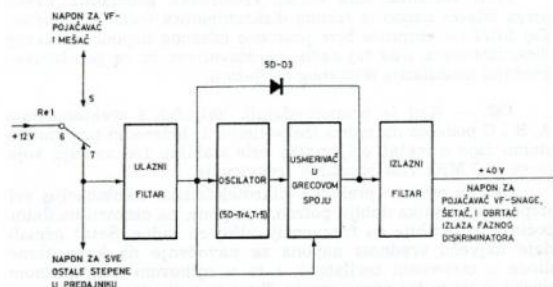 NAPON ZA VF-
POJAČAVAČ
I MEŠAČ
5
Re I
+ 12 V
6
7
5D-D3
ULAZNI
FILTAR
OSCILATOR
(5D-Tr4,Tr5)
USMERIVAČ
U GRECOVOM
SPOJU
IZLAZNI
FILTAR
+ 40 V
NAPON ZA
POJAČAVAČ VF-SNAGE,
ŠETAČ, I OBRTAČ
IZLAZA FAZNOG
DISKRIMINATORA
NAPON ZA SVE
OSTALE STEPENE
U PREDAJNIKU